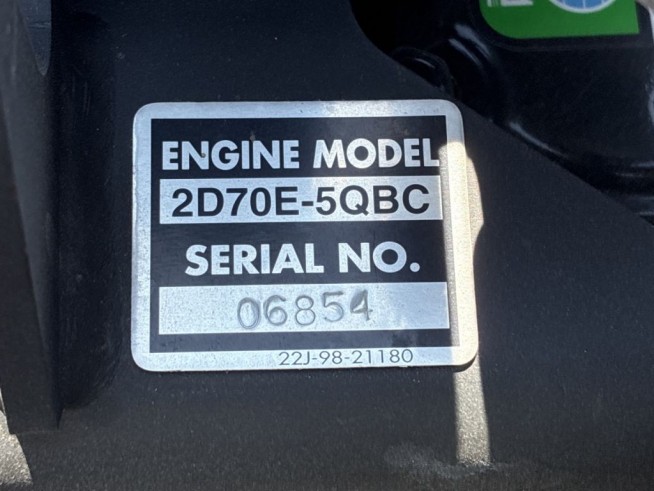 ENGINE MODEL
2D70E-5QBC
SERIAL NO.
06854
22J-98-21180